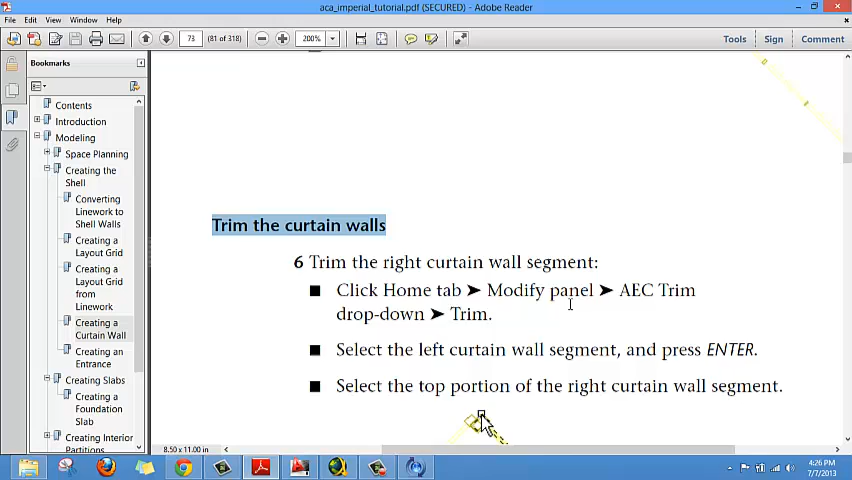 aca_imperial_tutorial.pdf (SECURED) - Adobe Reader
File Edit View Window Help
73 (81 of 318) 200% Tools Sign Comment
Bookmarks
Contents
Introduction
Modeling
Space Planning
Creating the
Shell
Converting
Linework to
Shell Walls
Creating a
Layout Grid
Creating a
Layout Grid
from
Linework
Creating a
Curtain Wall
Creating an
Entrance
Creating Slabs
Creating a
Foundation
Slab
Creating Interior
Partitions
Trim the curtain walls
6 Trim the right curtain wall segment:
■ Click Home tab ➤ Modify panel ➤ AEC Trim
drop-down ➤ Trim.
■ Select the left curtain wall segment, and press ENTER.
■ Select the top portion of the right curtain wall segment.
8.50 x 11.00 in
4:26 PM
7/7/2013